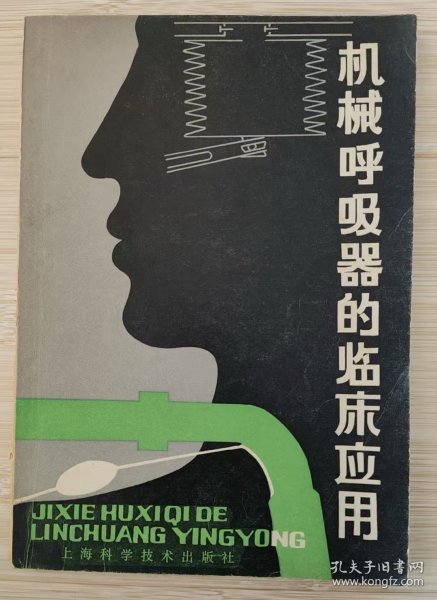 机械呼吸器的临床应用
JIXIE HUXIQI DE
LINCHUANG YINGYONG
上海科学技术出版社
孔夫子旧书网
www.kongfz.com